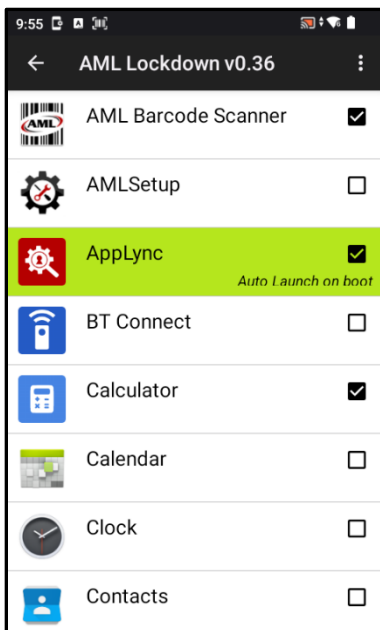 9:55
AML Lockdown v0.36
AML
AML Barcode Scanner
AMLSetup
AppLync
Auto Launch on boot
BT Connect
Calculator
Calendar
Clock
Contacts